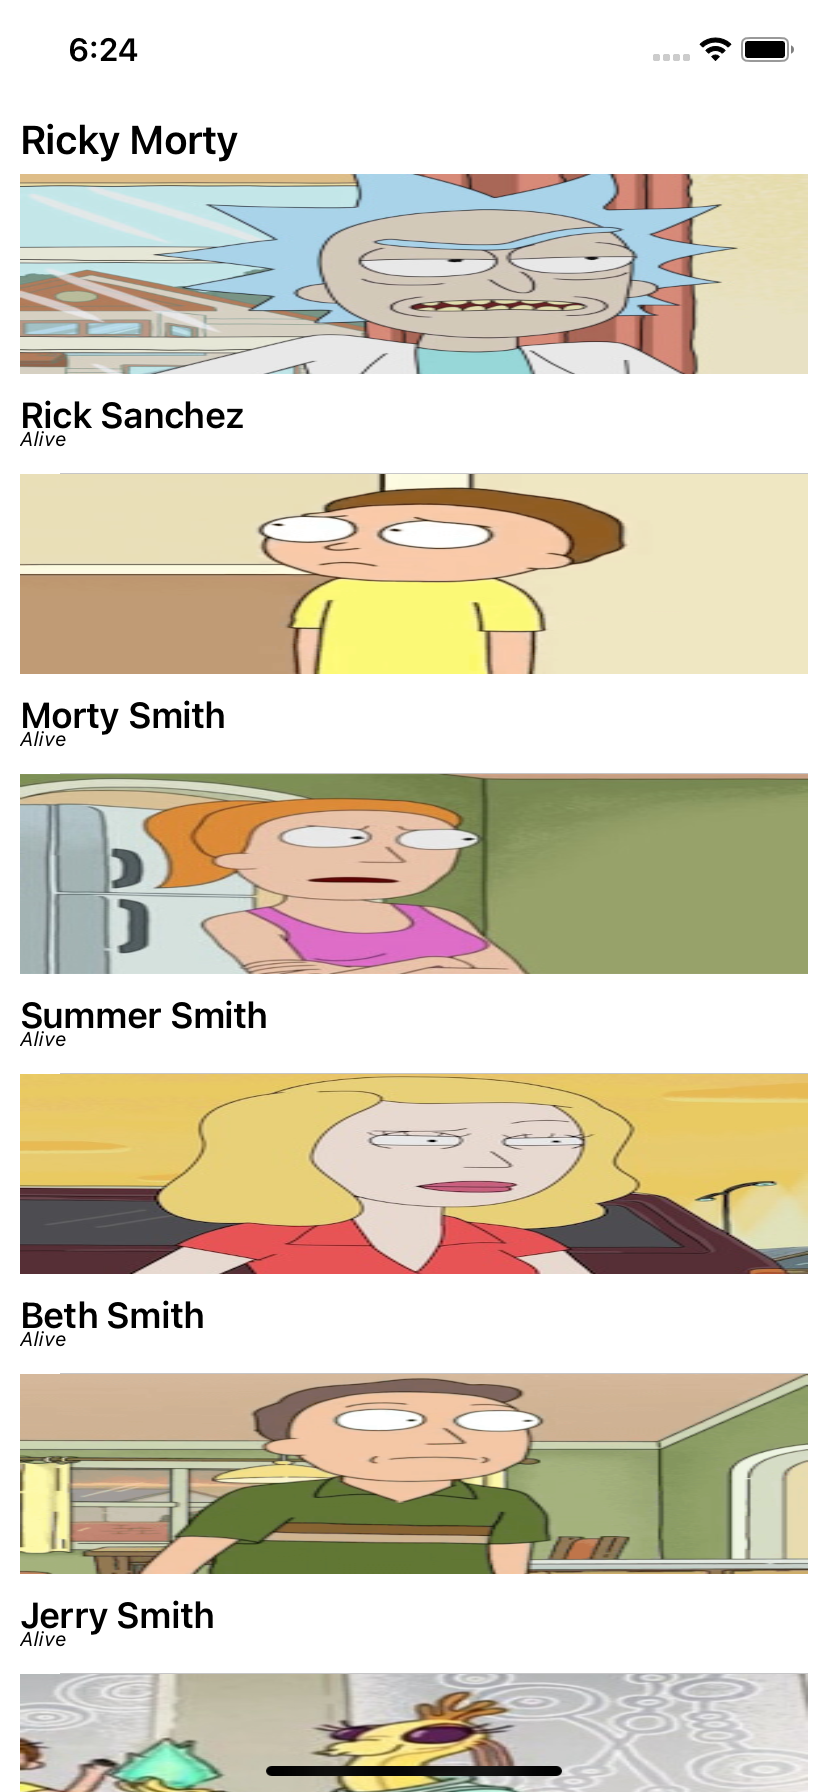 6:24
Ricky Morty
Rick Sanchez
Alive
Morty Smith
Alive
Summer Smith
Alive
Beth Smith
Alive
Jerry Smith
Alive